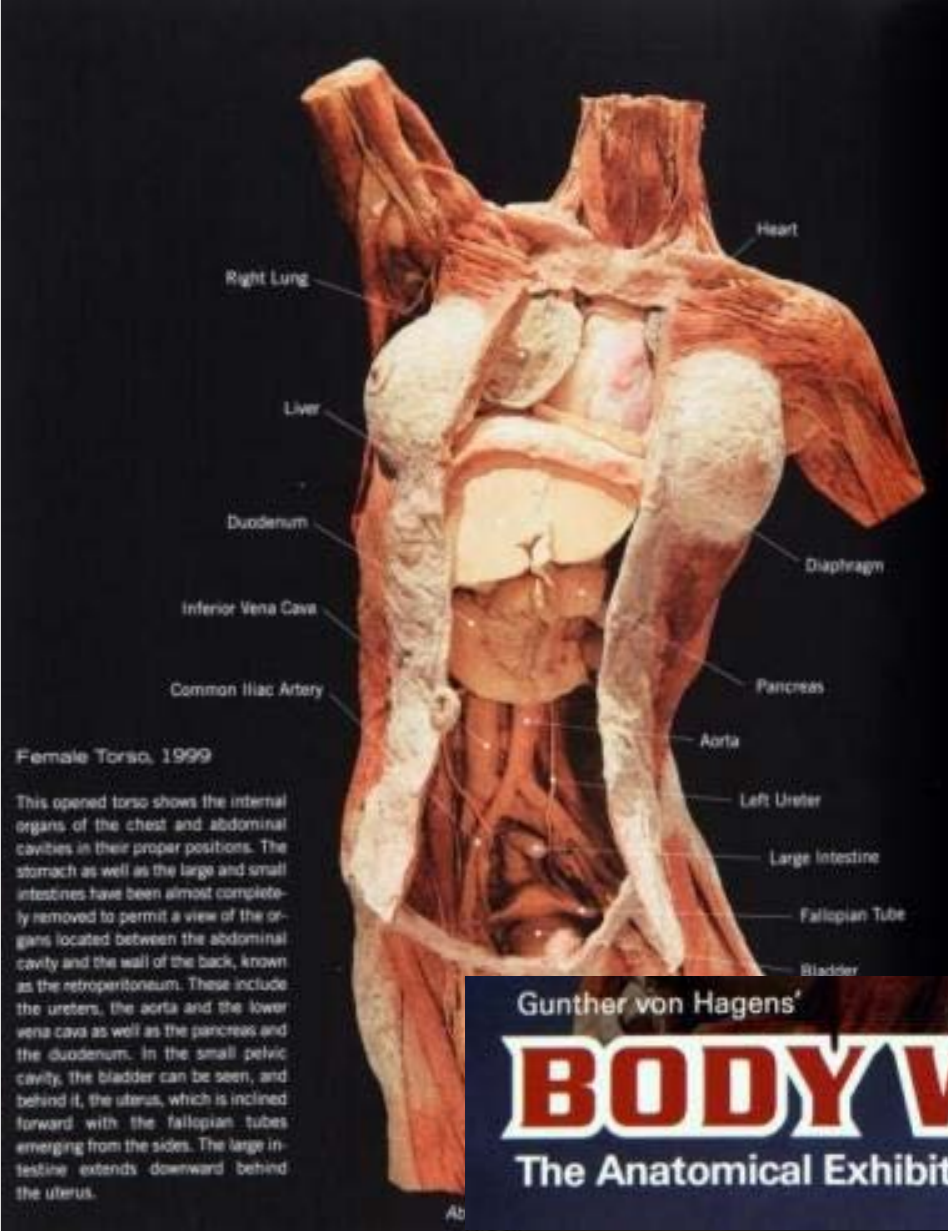 Heart
Right Lung
Liver
Duodenum
Diaphragm
Inferior Vena Cava
Pancreas
Common Iliac Artery
Aorta
Left Ureter
Large Intestine
Fallopian Tube
Bladder
Female Torso, 1999
This opened torso shows the internal
organs of the chest and abdominal
cavities in their proper positions. The
stomach as well as the large and small
intestines have been almost complete-
ly removed to permit a view of the or-
gans located between the abdominal
cavity and the wall of the back, known
as the retroperitoneum. These include
the ureters, the aorta and the lower
vena cava as well as the pancreas and
the duodenum. In the small pelvic
cavity, the bladder can be seen, and
behind it, the uterus, which is inclined
forward with the fallopian tubes
emerging from the sides. The large in-
testine extends downward behind
the uterus.
Gunther von Hagens'
BODY
The Anatomical Exhibit